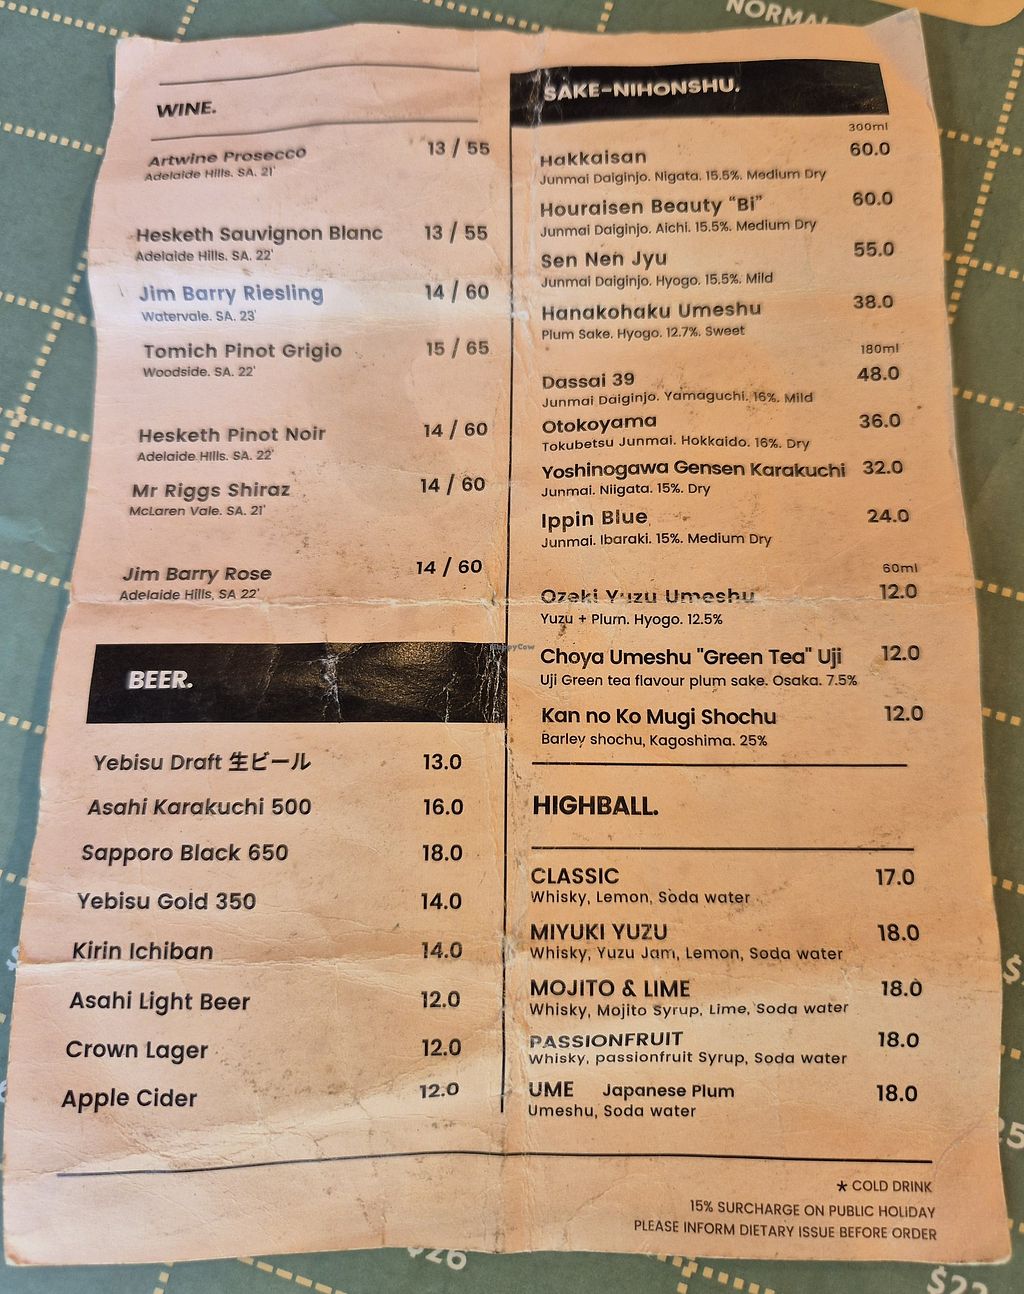 NORMAL
WINE.
Artwine Prosecco 13 / 55
Adelaide Hills. SA. 21'
Hesketh Sauvignon Blanc 13 / 55
Adelaide Hills. SA. 22'
Jim Barry Riesling 14 / 60
Watervale. SA. 23'
Tomich Pinot Grigio 15 / 65
Woodside. SA. 22'
Hesketh Pinot Noir 14 / 60
Adelaide Hills. SA. 22'
Mr Riggs Shiraz 14 / 60
McLaren Vale. SA. 21'
Jim Barry Rose 14 / 60
Adelaide Hills, SA 22'
BEER.
Yebisu Draft 生ビール 13.0
Asahi Karakuchi 500 16.0
Sapporo Black 650 18.0
Yebisu Gold 350 14.0
Kirin Ichiban 14.0
Asahi Light Beer 12.0
Crown Lager 12.0
Apple Cider 12.0
SAKE-NIHONSHU.
300ml
Hakkaisan 60.0
Junmai Daiginjo. Nigata. 15.5%. Medium Dry
Houraisen Beauty “Bi” 60.0
Junmai Daiginjo. Aichi. 15.5%. Medium Dry
Sen Nen Jyu 55.0
Junmai Daiginjo. Hyogo. 15.5%. Mild
Hanakohaku Umeshu 38.0
Plum Sake. Hyogo. 12.7%. Sweet
180ml
Dassai 39 48.0
Junmai Daiginjo. Yamaguchi. 16%. Mild
Otokoyama 36.0
Tokubetsu Junmai. Hokkaido. 16%. Dry
Yoshinogawa Gensen Karakuchi 32.0
Junmai. Niigata. 15%. Dry
Ippin Blue 24.0
Junmai. Ibaraki. 15%. Medium Dry
60ml
Ozeki Yuzu Umeshu 12.0
Yuzu + Plum. Hyogo. 12.5%
HappyCow
Choya Umeshu "Green Tea" Uji 12.0
Uji Green tea flavour plum sake. Osaka. 7.5%
Kan no Ko Mugi Shochu 12.0
Barley shochu, Kagoshima. 25%
HIGHBALL.
CLASSIC 17.0
Whisky, Lemon, Soda water
MIYUKI YUZU 18.0
Whisky, Yuzu Jam, Lemon, Soda water
MOJITO & LIME 18.0
Whisky, Mojito Syrup, Lime, Soda water
PASSIONFRUIT 18.0
Whisky, passionfruit Syrup, Soda water
UME Japanese Plum 18.0
Umeshu, Soda water
* COLD DRINK
15% SURCHARGE ON PUBLIC HOLIDAY
PLEASE INFORM DIETARY ISSUE BEFORE ORDER
$26